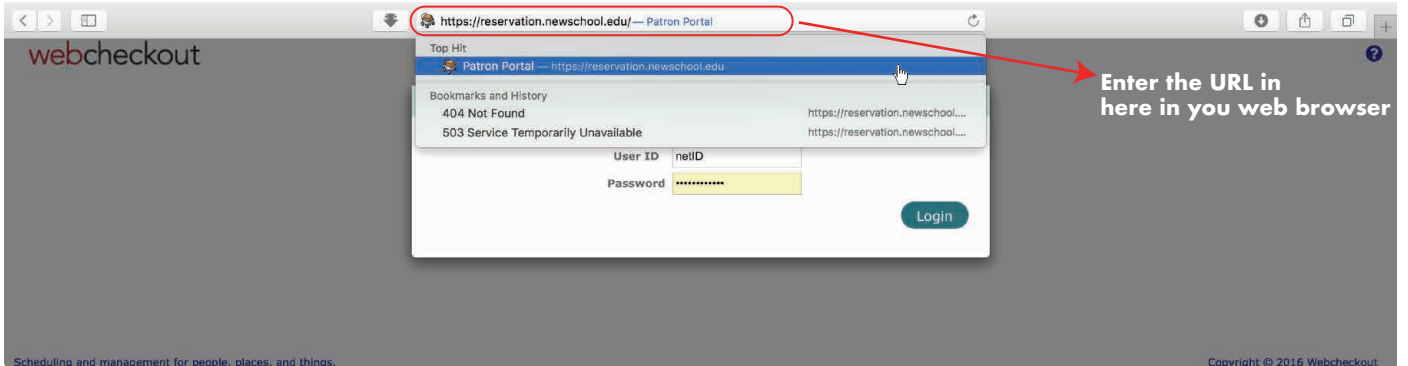 https://reservation.newschool.edu/ — Patron Portal
webcheckout
Top Hit
Patron Portal — https://reservation.newschool.edu
?
Enter the URL in
here in you web browser
Bookmarks and History
404 Not Found https://reservation.newschool....
503 Service Temporarily Unavailable https://reservation.newschool....
User ID netID
Password ••••••••••••
Login
Scheduling and management for people, places, and things.
Copyright © 2016 Webcheckout